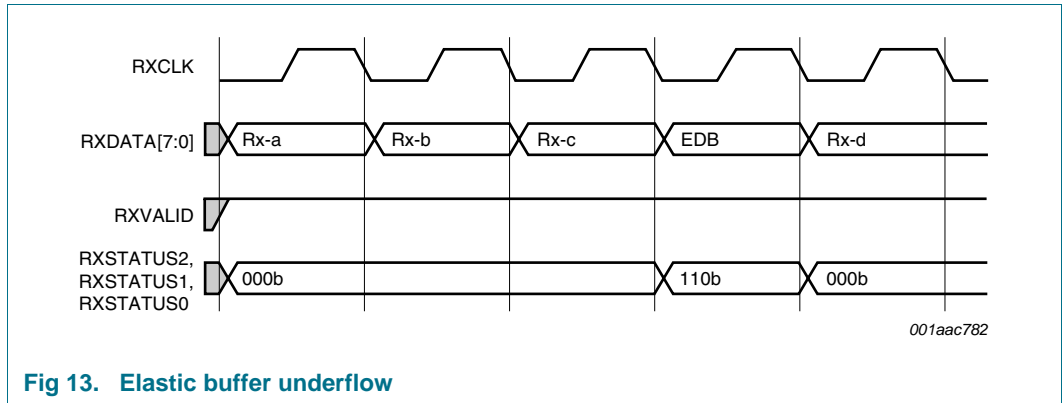 RXCLK
RXDATA[7:0] Rx-a Rx-b Rx-c EDB Rx-d
RXVALID
RXSTATUS2,
RXSTATUS1, 000b 110b 000b
RXSTATUS0
001aac782
Fig 13. Elastic buffer underflow